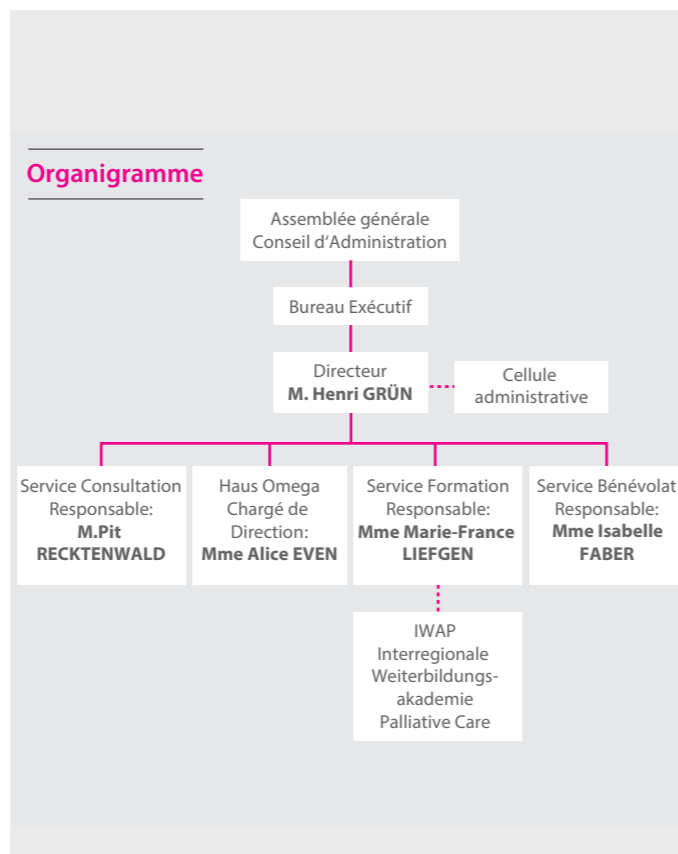 Organigramme
Assemblée générale
Conseil d‘Administration
Bureau Exécutif
Directeur
M. Henri GRÜN
Cellule
administrative
Service Consultation
Responsable:
M.Pit
RECKTENWALD
Haus Omega
Chargé de
Direction:
Mme Alice EVEN
Service Formation
Responsable:
Mme Marie-France
LIEFGEN
Service Bénévolat
Responsable:
Mme Isabelle
FABER
IWAP
Interregionale
Weiterbildungs-
akademie
Palliative Care